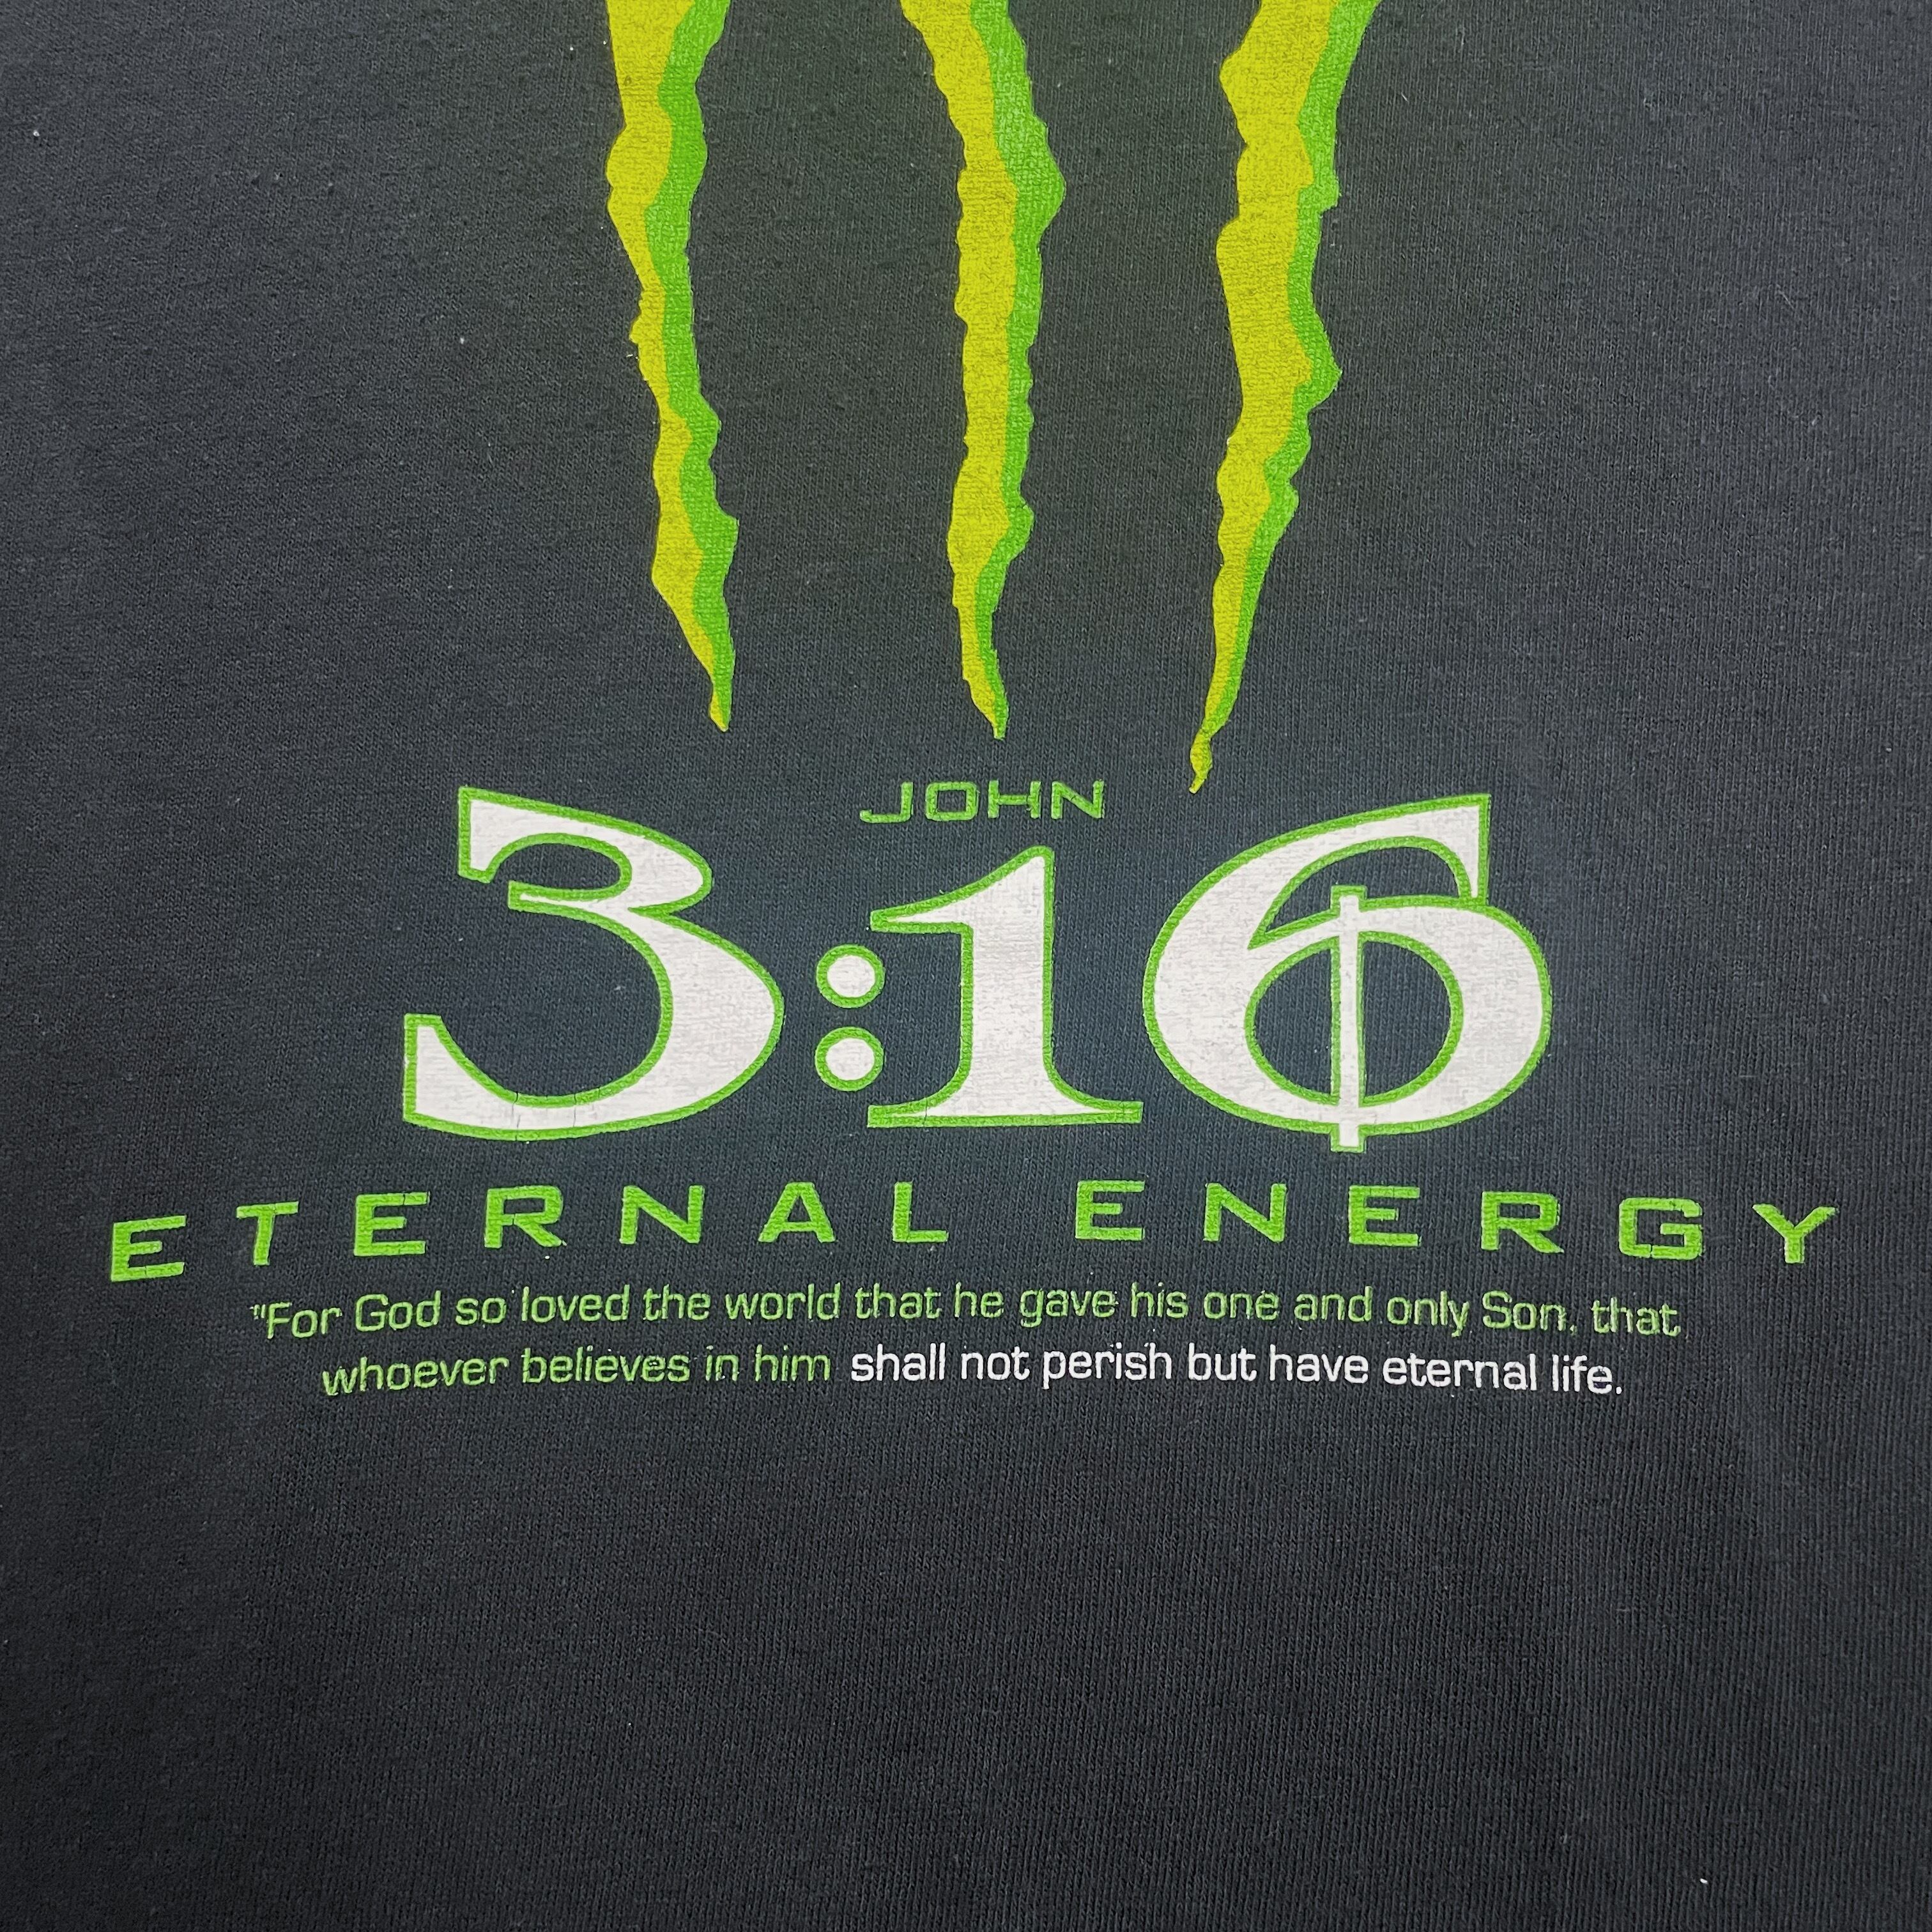 JOHN
3:16
ETERNAL ENERGY
"For God so loved the world that he gave his one and only Son, that
whoever believes in him shall not perish but have eternal life.